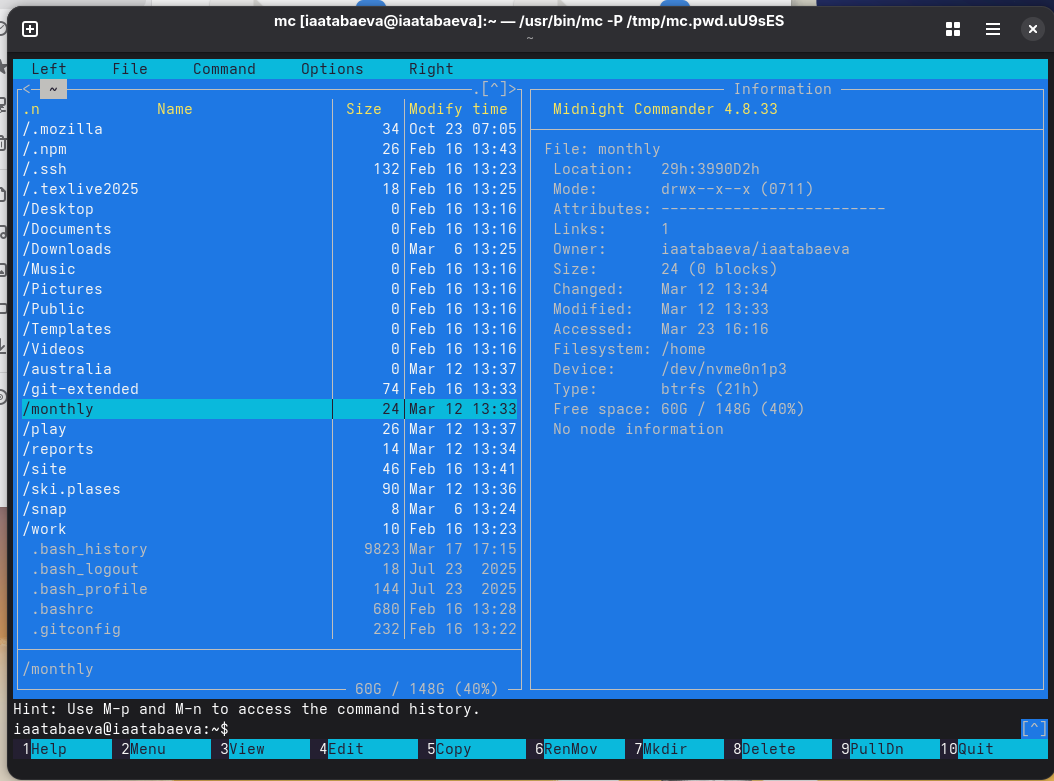 mc [iaatabaeva@iaatabaeva]:~ — /usr/bin/mc -P /tmp/mc.pwd.uU9sES
~
Left File Command Options Right
<─ ~ .[^]>
.n Name Size Modify time
/.mozilla 34 Oct 23 07:05
/.npm 26 Feb 16 13:43
/.ssh 132 Feb 16 13:23
/.texlive2025 18 Feb 16 13:25
/Desktop 0 Feb 16 13:16
/Documents 0 Feb 16 13:16
/Downloads 0 Mar 6 13:25
/Music 0 Feb 16 13:16
/Pictures 0 Feb 16 13:16
/Public 0 Feb 16 13:16
/Templates 0 Feb 16 13:16
/Videos 0 Feb 16 13:16
/australia 0 Mar 12 13:37
/git-extended 74 Feb 16 13:33
/monthly 24 Mar 12 13:33
/play 26 Mar 12 13:37
/reports 14 Mar 12 13:34
/site 46 Feb 16 13:41
/ski.plases 90 Mar 12 13:36
/snap 8 Mar 6 13:24
/work 10 Feb 16 13:23
.bash_history 9823 Mar 17 17:15
.bash_logout 18 Jul 23 2025
.bash_profile 144 Jul 23 2025
.bashrc 680 Feb 16 13:28
.gitconfig 232 Feb 16 13:22
/monthly
60G / 148G (40%)
Information
Midnight Commander 4.8.33
File: monthly
Location: 29h:3990D2h
Mode: drwx--x--x (0711)
Attributes: -------------------------
Links: 1
Owner: iaatabaeva/iaatabaeva
Size: 24 (0 blocks)
Changed: Mar 12 13:34
Modified: Mar 12 13:33
Accessed: Mar 23 16:16
Filesystem: /home
Device: /dev/nvme0n1p3
Type: btrfs (21h)
Free space: 60G / 148G (40%)
No node information
Hint: Use M-p and M-n to access the command history.
iaatabaeva@iaatabaeva:~$ [^]
1Help 2Menu 3View 4Edit 5Copy 6RenMov 7Mkdir 8Delete 9PullDn 10Quit